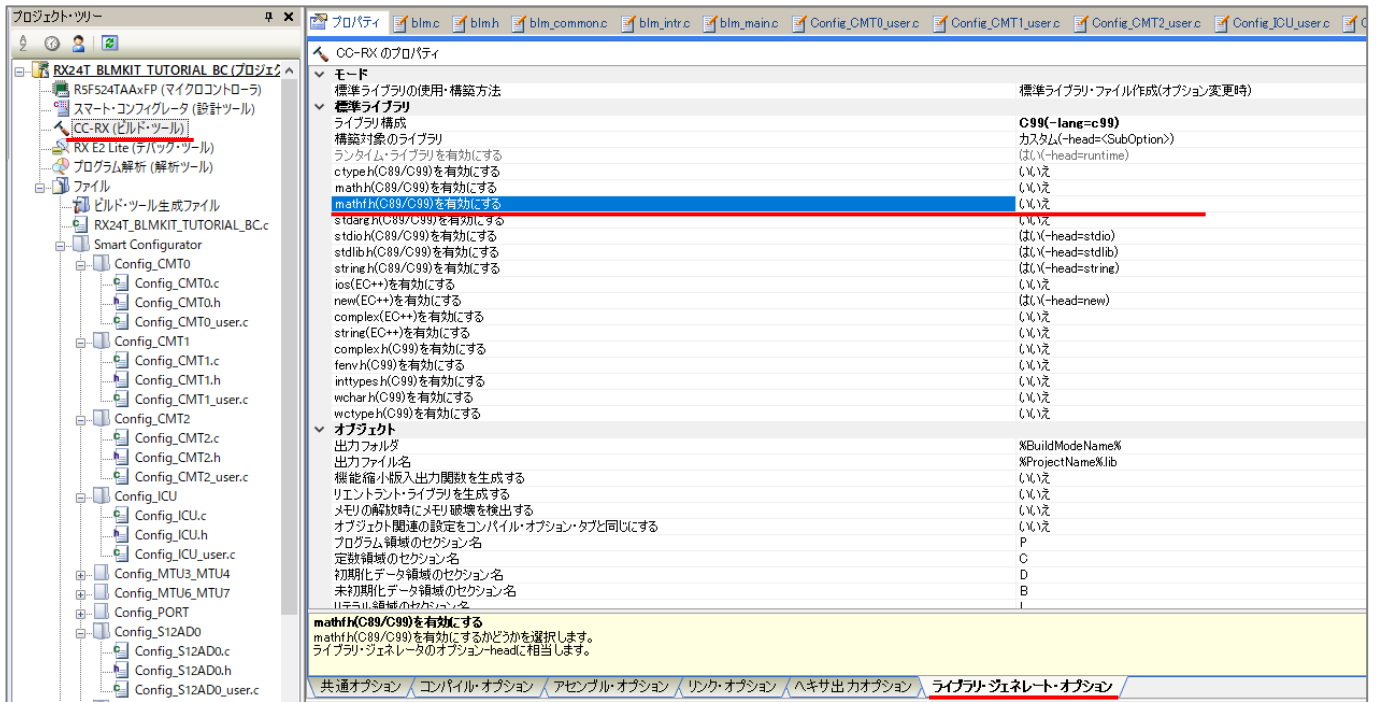 プロジェクト・ツリー
RX24T_BLMKIT_TUTORIAL_BC (プロジェク
R5F524TAAxFP (マイクロコントローラ)
スマート・コンフィグレータ (設計ツール)
CC-RX (ビルド・ツール)
RX E2 Lite (デバッグ・ツール)
プログラム解析 (解析ツール)
ファイル
ビルド・ツール生成ファイル
RX24T_BLMKIT_TUTORIAL_BC.c
Smart Configurator
Config_CMT0
Config_CMT0.c
Config_CMT0.h
Config_CMT0_user.c
Config_CMT1
Config_CMT1.c
Config_CMT1.h
Config_CMT1_user.c
Config_CMT2
Config_CMT2.c
Config_CMT2.h
Config_CMT2_user.c
Config_ICU
Config_ICU.c
Config_ICU.h
Config_ICU_user.c
Config_MTU3_MTU4
Config_MTU6_MTU7
Config_PORT
Config_S12AD0
Config_S12AD0.c
Config_S12AD0.h
Config_S12AD0_user.c
プロパティ blm.c blm.h blm_common.c blm_intr.c blm_main.c Config_CMT0_user.c Config_CMT1_user.c Config_CMT2_user.c Config_ICU_user.c
CC-RX のプロパティ
モード
標準ライブラリの使用・構築方法 標準ライブラリ・ファイル作成(オプション変更時)
標準ライブラリ
ライブラリ構成 C99(-lang=c99)
構築対象のライブラリ カスタム(-head=<SubOption>)
ランタイム・ライブラリを有効にする はい(-head=runtime)
ctype.h(C89/C99)を有効にする いいえ
math.h(C89/C99)を有効にする いいえ
mathf.h(C89/C99)を有効にする いいえ
stdarg.h(C89/C99)を有効にする いいえ
stdio.h(C89/C99)を有効にする はい(-head=stdio)
stdlib.h(C89/C99)を有効にする はい(-head=stdlib)
string.h(C89/C99)を有効にする はい(-head=string)
ios(EC++)を有効にする いいえ
new(EC++)を有効にする はい(-head=new)
complex(EC++)を有効にする いいえ
string(EC++)を有効にする いいえ
complex.h(C99)を有効にする いいえ
fenv.h(C99)を有効にする いいえ
inttypes.h(C99)を有効にする いいえ
wchar.h(C99)を有効にする いいえ
wctype.h(C99)を有効にする いいえ
オブジェクト
出力フォルダ %BuildModeName%
出力ファイル名 %ProjectName%.lib
機能縮小版入出力関数を生成する いいえ
リエントラント・ライブラリを生成する いいえ
メモリの解放時にメモリ破壊を検出する いいえ
オブジェクト関連の設定をコンパイル・オプション・タブと同じにする いいえ
プログラム領域のセクション名 P
定数領域のセクション名 C
初期化データ領域のセクション名 D
未初期化データ領域のセクション名 B
リテラル領域のセクション名 L
mathf.h(C89/C99)を有効にする
mathf.h(C89/C99)を有効にするかどうかを選択します。
ライブラリ・ジェネレータのオプション-headに相当します。
共通オプション コンパイル・オプション アセンブル・オプション リンク・オプション ヘキサ出力オプション ライブラリ・ジェネレート・オプション